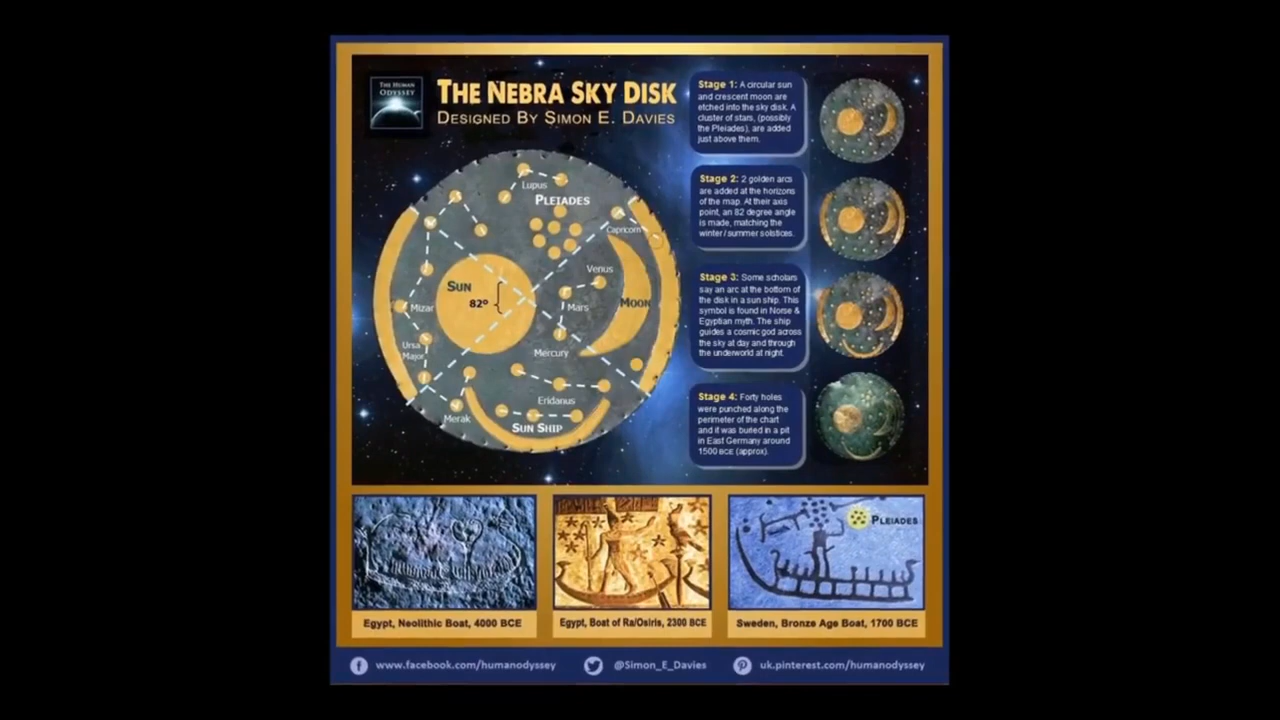 THE HUMAN
ODYSSEY
THE NEBRA SKY DISK
DESIGNED BY SIMON E. DAVIES
Lupus
PLEIADES
Capricorn
Venus
SUN
82º
Mars
MOON
Mizar
Ursa
Major
Mercury
Eridanus
Merak
SUN SHIP
Stage 1: A circular sun
and crescent moon are
etched into the sky disk. A
cluster of stars, (possibly
the Pleiades), are added
just above them.
Stage 2: 2 golden arcs
are added at the horizons
of the map. At their axis
point, an 82 degree angle
is made, matching the
winter/summer solstices.
Stage 3: Some scholars
say an arc at the bottom of
the disk in a sun ship. This
symbol is found in Norse &
Egyptian myth. The ship
guides a cosmic god across
the sky at day and through
the underworld at night.
Stage 4: Forty holes
were punched along the
perimeter of the chart
and it was buried in a pit
in East Germany around
1500 BCE (approx).
PLEIADES
Egypt, Neolithic Boat, 4000 BCE
Egypt, Boat of Ra/Osiris, 2300 BCE
Sweden, Bronze Age Boat, 1700 BCE
www.facebook.com/humanodyssey
@Simon_E_Davies
uk.pinterest.com/humanodyssey